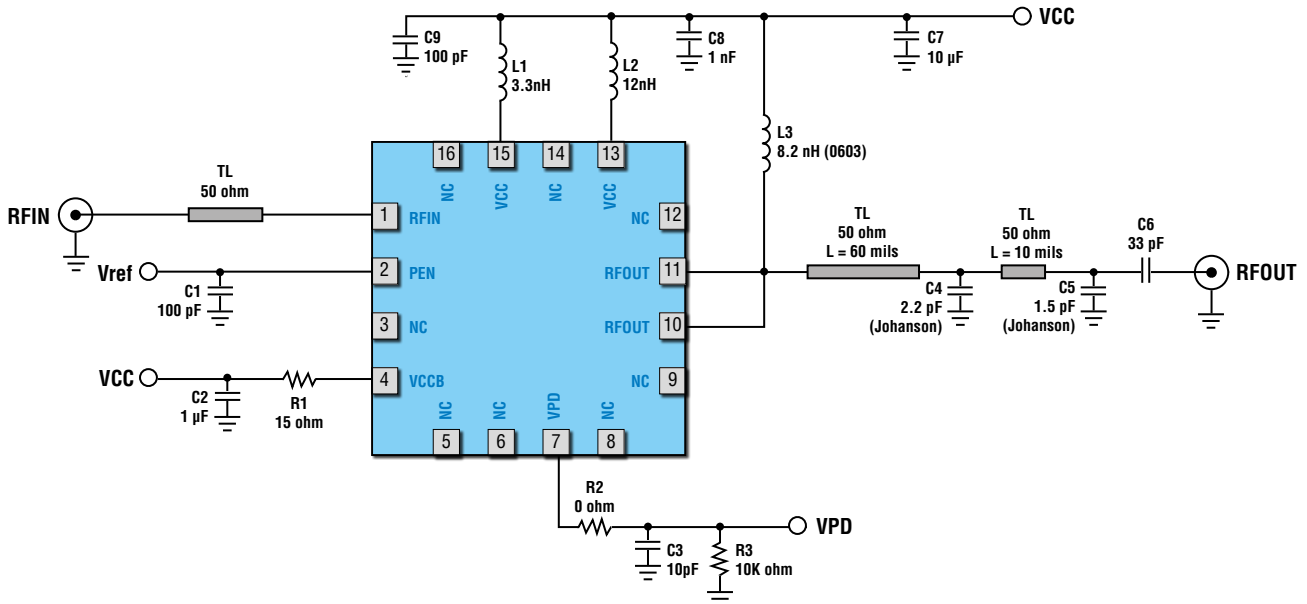 VCC
C9
100 pF
L1
3.3nH
L2
12nH
C8
1 nF
C7
10 µF
L3
8.2 nH (0603)
16
15
14
13
NC
VCC
NC
VCC
TL
50 ohm
RFIN
1
RFIN
NC
12
Vref
C1
100 pF
2
PEN
RFOUT
11
TL
50 ohm
L = 60 mils
TL
50 ohm
L = 10 mils
C6
33 pF
RFOUT
C4
2.2 pF
(Johanson)
C5
1.5 pF
(Johanson)
3
NC
RFOUT
10
VCC
C2
1 µF
R1
15 ohm
4
VCCB
NC
9
NC
NC
VPD
NC
5
6
7
8
R2
0 ohm
VPD
C3
10pF
R3
10K ohm